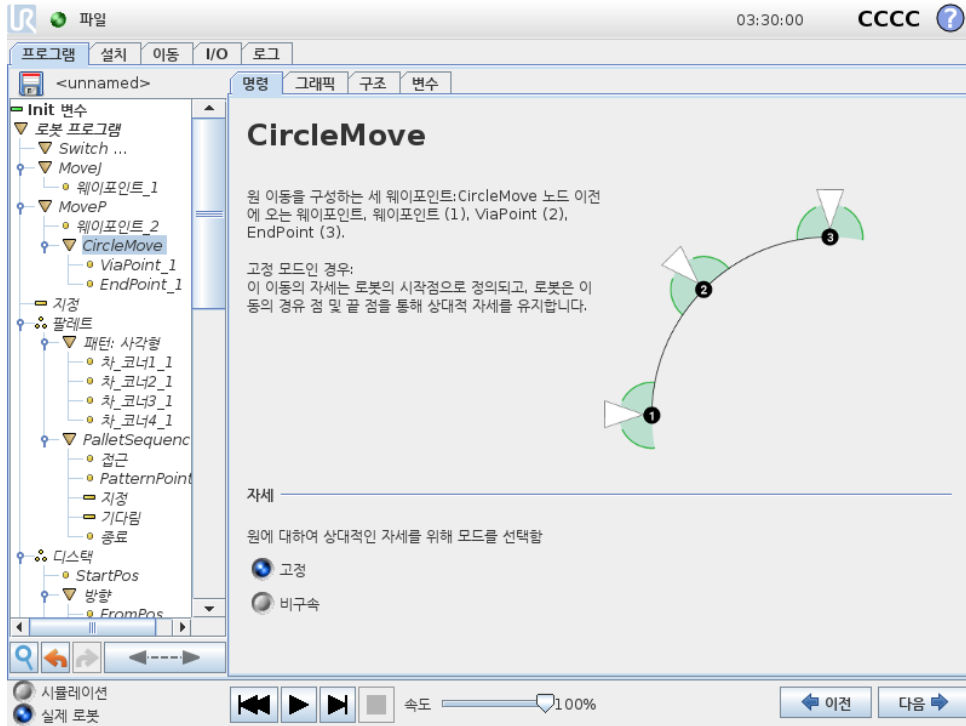 UR 파일 03:30:00 CCCC ?
프로그램 설치 이동 I/O 로그
<unnamed> 명령 그래픽 구조 변수
Init 변수
로봇 프로그램
Switch ...
MoveJ
웨이포인트_1
MoveP
웨이포인트_2
CircleMove
ViaPoint_1
EndPoint_1
지정
팔레트
패턴: 사각형
차_코너1_1
차_코너2_1
차_코너3_1
차_코너4_1
PalletSequenc
접근
PatternPoint
지정
기다림
종료
디스택
StartPos
방향
FromPos
CircleMove
원 이동을 구성하는 세 웨이포인트:CircleMove 노드 이전
에 오는 웨이포인트, 웨이포인트 (1), ViaPoint (2),
EndPoint (3).
고정 모드인 경우:
이 이동의 자세는 로봇의 시작점으로 정의되고, 로봇은 이
동의 경유 점 및 끝 점을 통해 상대적 자세를 유지합니다.
3
2
1
자세
원에 대하여 상대적인 자세를 위해 모드를 선택함
고정
비구속
시뮬레이션
실제 로봇
속도 100%
이전 다음